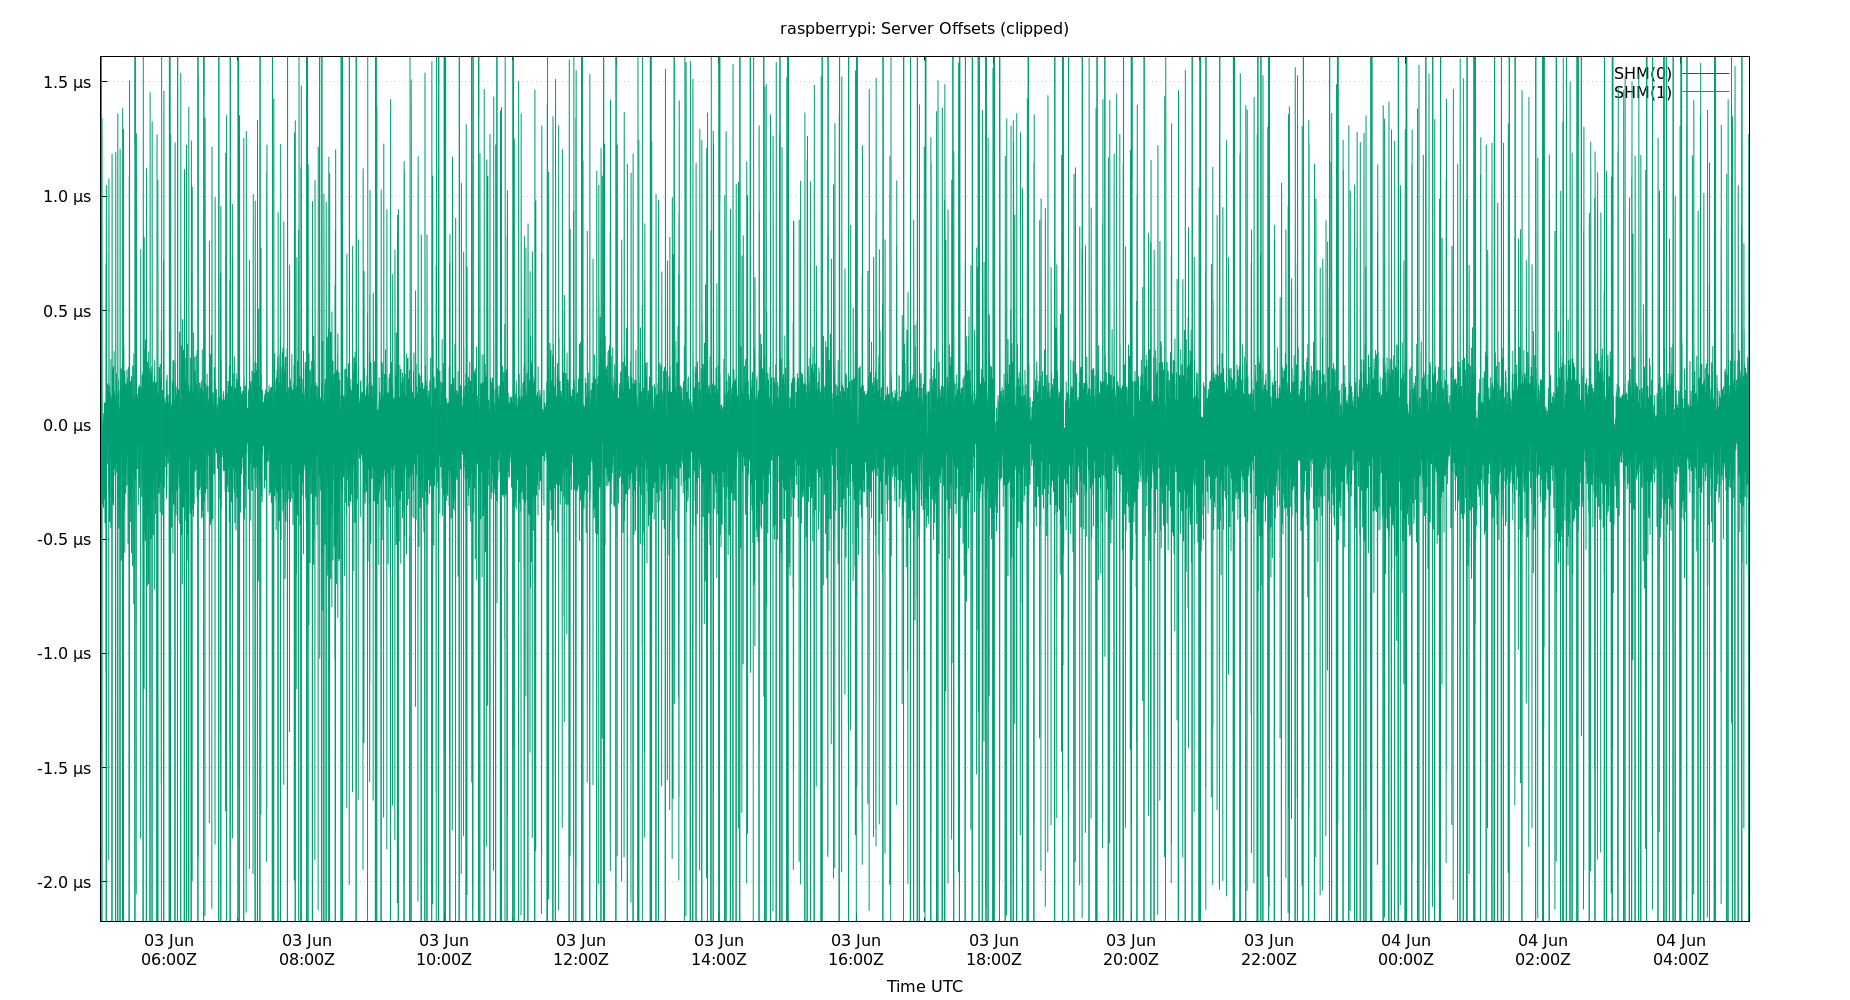 raspberrypi: Server Offsets (clipped)
SHM(0)
SHM(1)
1.5 µs
1.0 µs
0.5 µs
0.0 µs
-0.5 µs
-1.0 µs
-1.5 µs
-2.0 µs
03 Jun 03 Jun 03 Jun 03 Jun 03 Jun 03 Jun 03 Jun 03 Jun 03 Jun 04 Jun 04 Jun 04 Jun
06:00Z 08:00Z 10:00Z 12:00Z 14:00Z 16:00Z 18:00Z 20:00Z 22:00Z 00:00Z 02:00Z 04:00Z
Time UTC